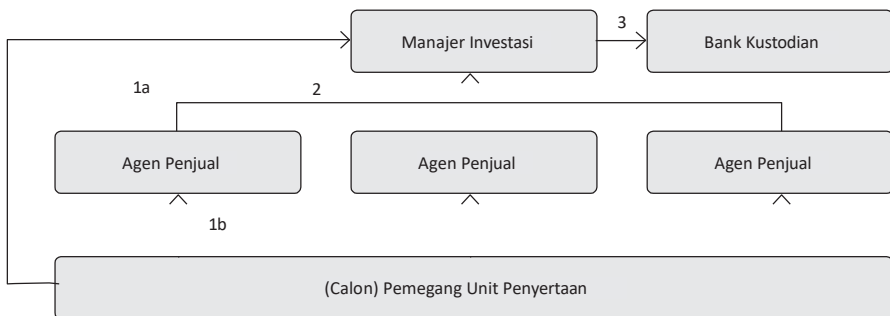 3
Manajer Investasi
Bank Kustodian
1a
2
Agen Penjual
Agen Penjual
Agen Penjual
1b
(Calon) Pemegang Unit Penyertaan